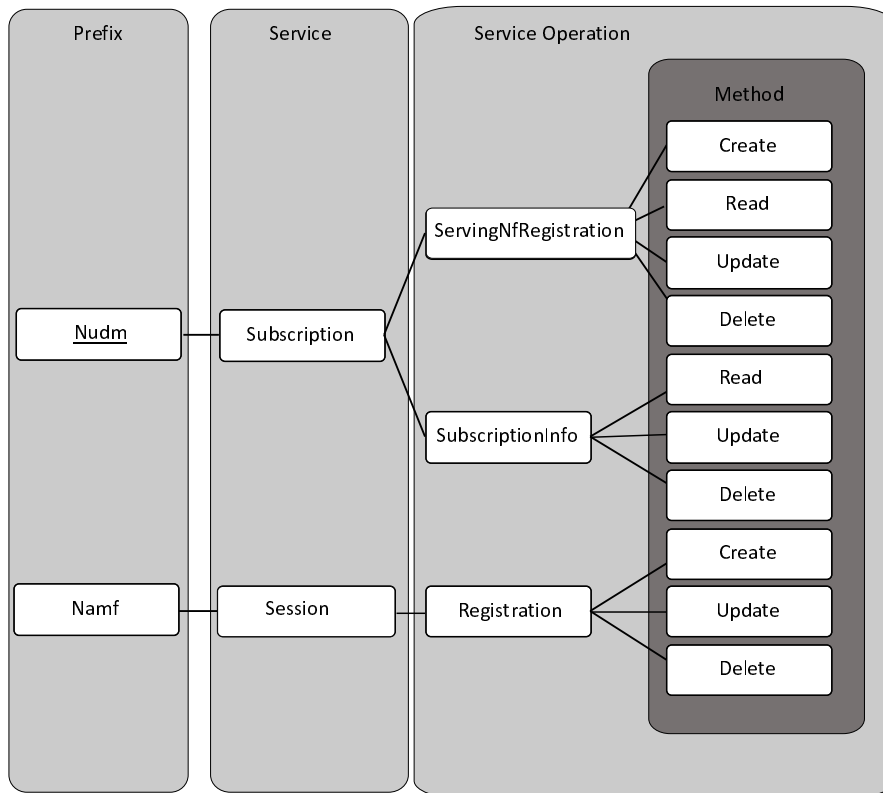 Prefix
Service
Service Operation
Method
Create
Read
ServingNfRegistration
Update
Delete
Nudm
Subscription
Read
SubscriptionInfo
Update
Delete
Create
Namf
Session
Registration
Update
Delete